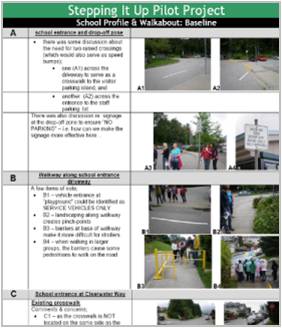 Stepping It Up Pilot Project
School Profile & Walkabout: Baseline
A
school entrance and drop-off zone
• there was some discussion about
the need for two raised crossings
(which would also serve as speed
bumps):
• one (A1) across the
driveway to serve as a
crosswalk to the visitor
parking island; and
• another (A2) across the
entrance to the staff
parking lot
A1
A2
There was also discussion re signage
at the drop-off zone to ensure "NO
PARKING" – i.e. how can we make the
signage more effective here
A3
A4
B
Walkway along school entrance
driveway
A few items of note:
• B1 – vehicle entrance at
"playground" could be identified as
SERVICE VEHICLES ONLY
• B2 – landscaping along walkway
creates pinch-points
• B3 – barriers at base of walkway
make it more difficult for strollers
• B4 – when walking in larger
groups, the barriers cause some
pedestrians to walk on the road
B1
B2
B3
B4
C
School entrance at Clearwater Way
Existing crosswalk
Comments & concerns:
• C1 – as the crosswalk is NOT
located on the same side as the